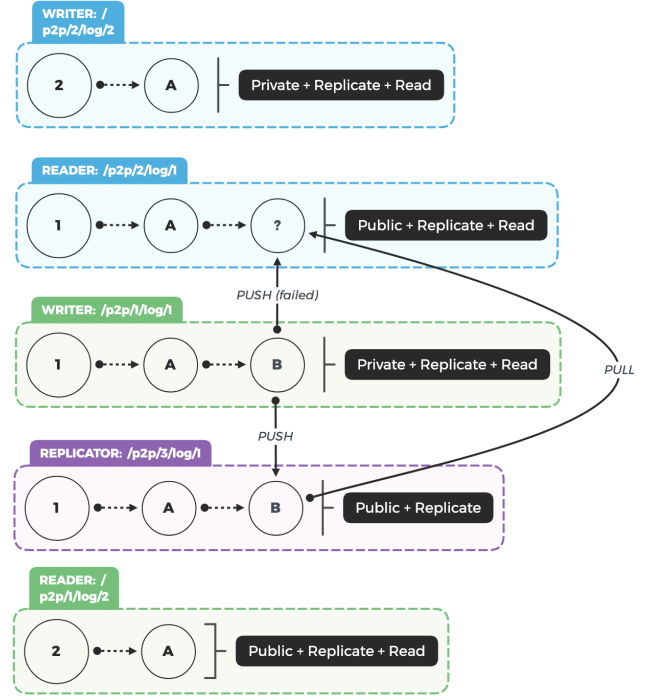 WRITER: /
p2p/2/log/2
2 A Private + Replicate + Read
READER: /p2p/2/log/1
1 A ? Public + Replicate + Read
PUSH (failed)
WRITER: /p2p/1/log/1
1 A B Private + Replicate + Read
PULL
PUSH
REPLICATOR: /p2p/3/log/1
1 A B Public + Replicate
READER: /
p2p/1/log/2
2 A Public + Replicate + Read